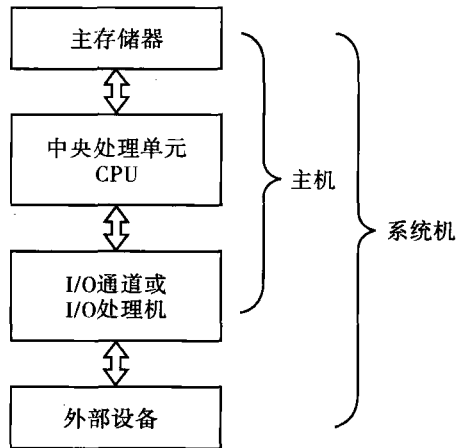 主存储器
中央处理单元
CPU
主机
系统机
I/O通道或
I/O处理机
外部设备